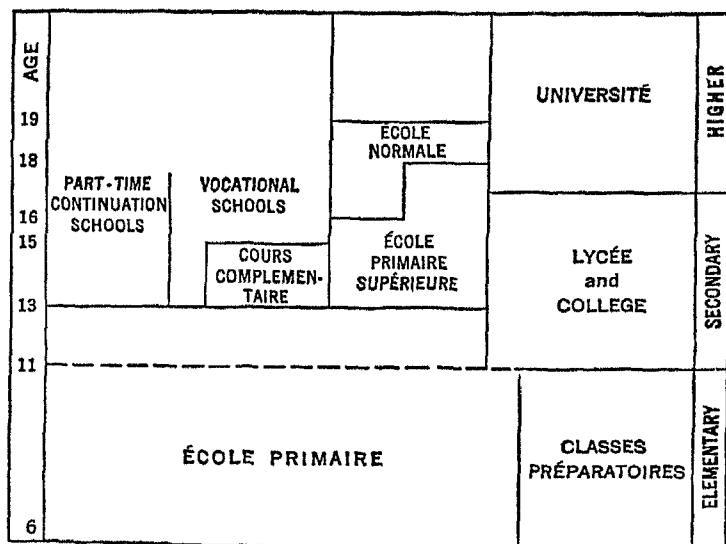 AGE
19
18
16
15
13
11
6
PART-TIME
CONTINUATION
SCHOOLS
VOCATIONAL
SCHOOLS
COURS
COMPLEMEN-
TAIRE
ÉCOLE
NORMALE
ÉCOLE
PRIMAIRE
SUPÉRIEURE
UNIVERSITÉ
LYCÉE
and
COLLEGE
ÉCOLE PRIMAIRE
CLASSES
PRÉPARATOIRES
HIGHER
SECONDARY
ELEMENTARY